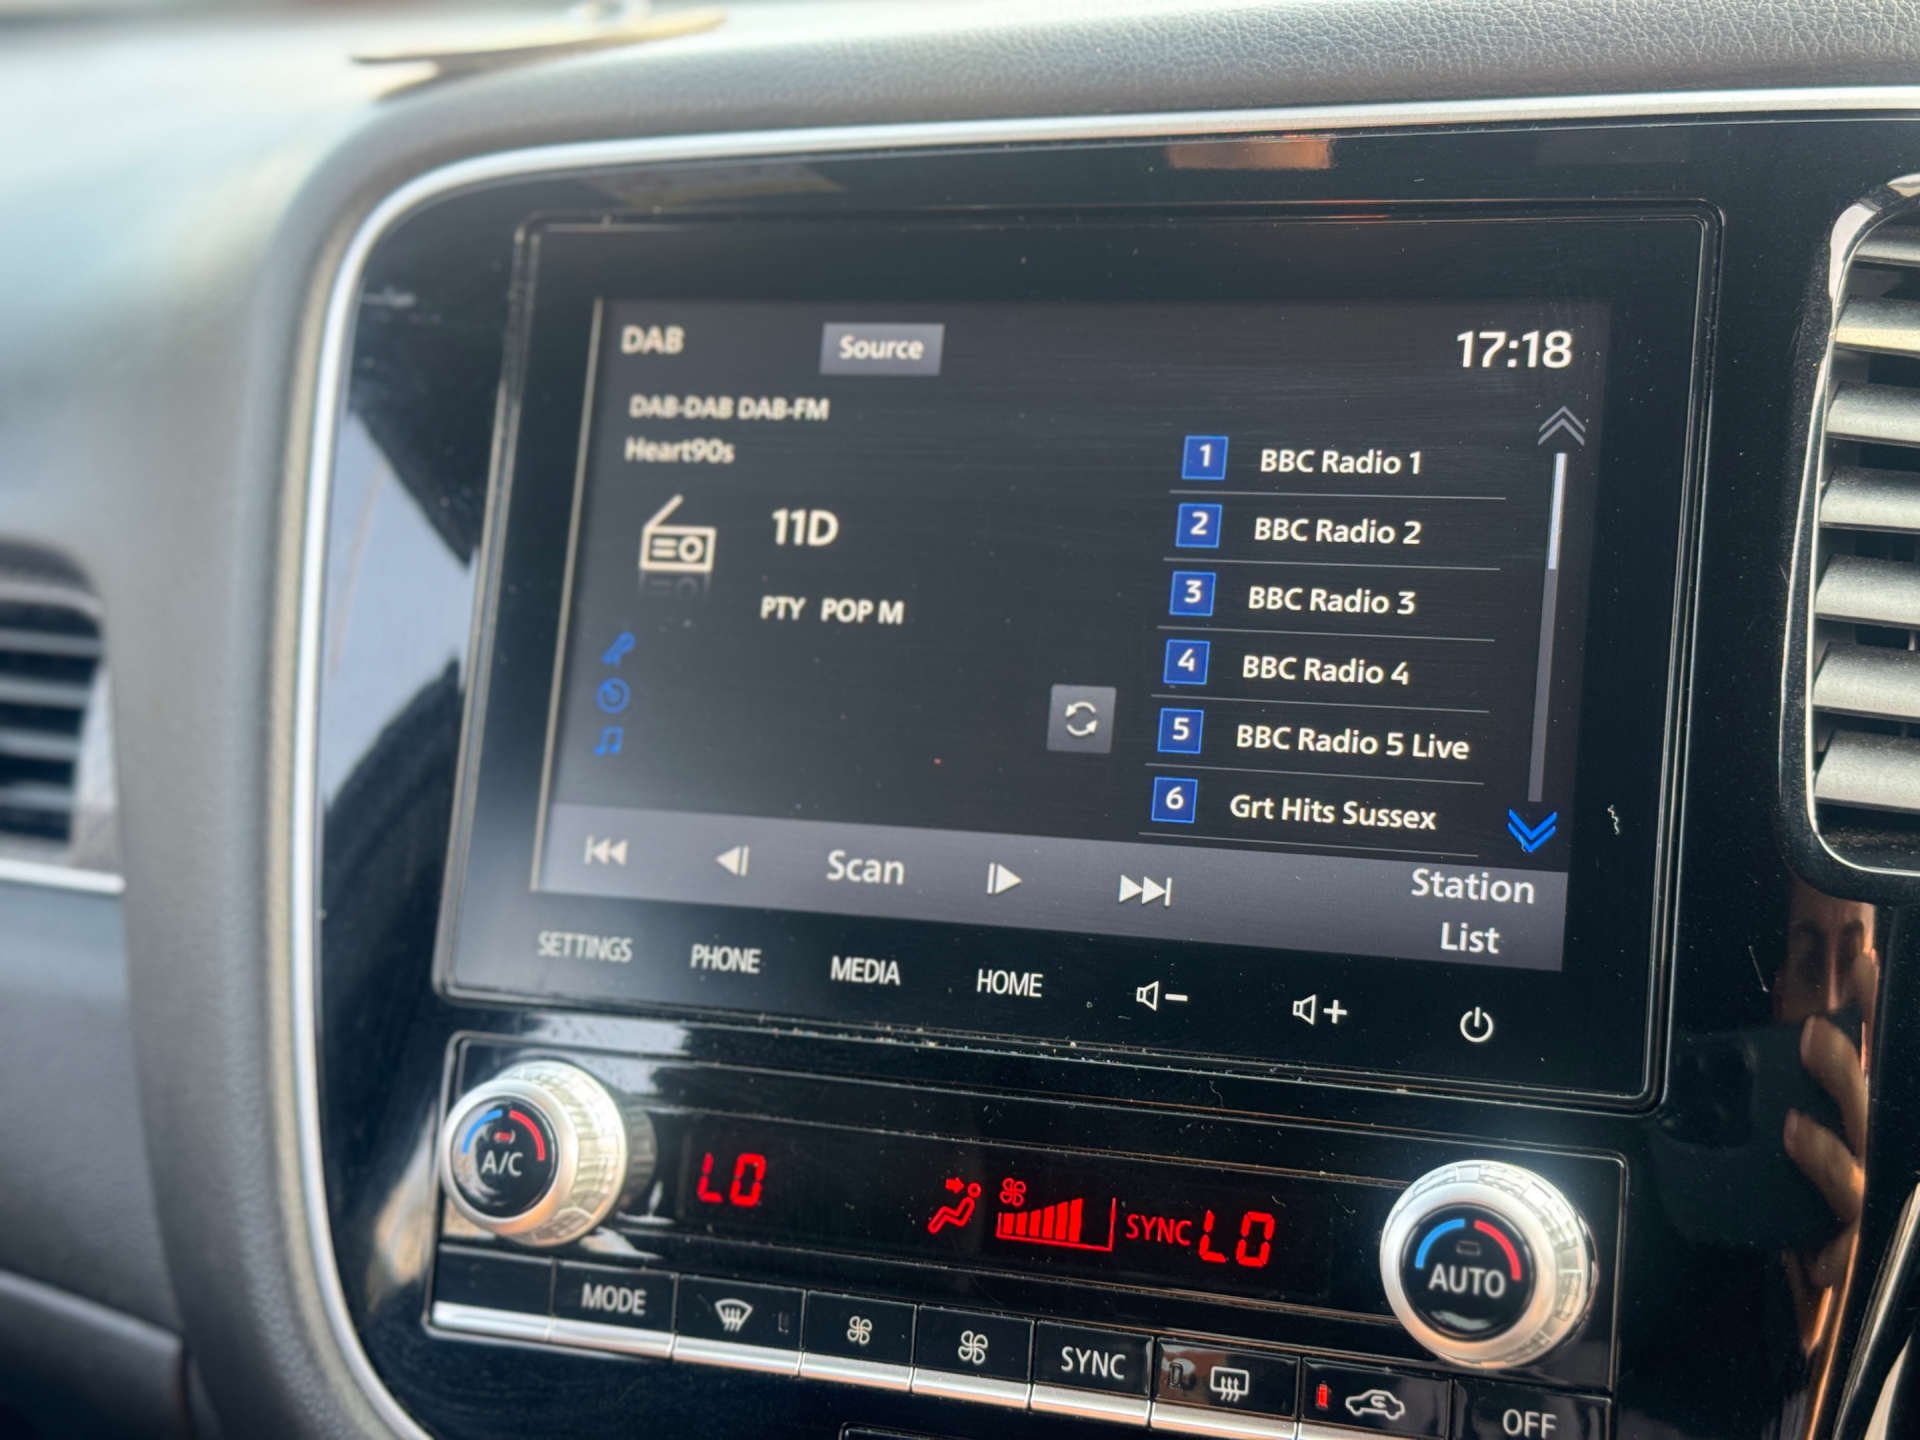 DAB
Source
17:18
DAB-DAB DAB-FM
Heart90s
11D
PTY POP M
1 BBC Radio 1
2 BBC Radio 2
3 BBC Radio 3
4 BBC Radio 4
5 BBC Radio 5 Live
6 Grt Hits Sussex
Scan
Station
List
SETTINGS
PHONE
MEDIA
HOME
A/C
LO
SYNC LO
AUTO
MODE
SYNC
OFF